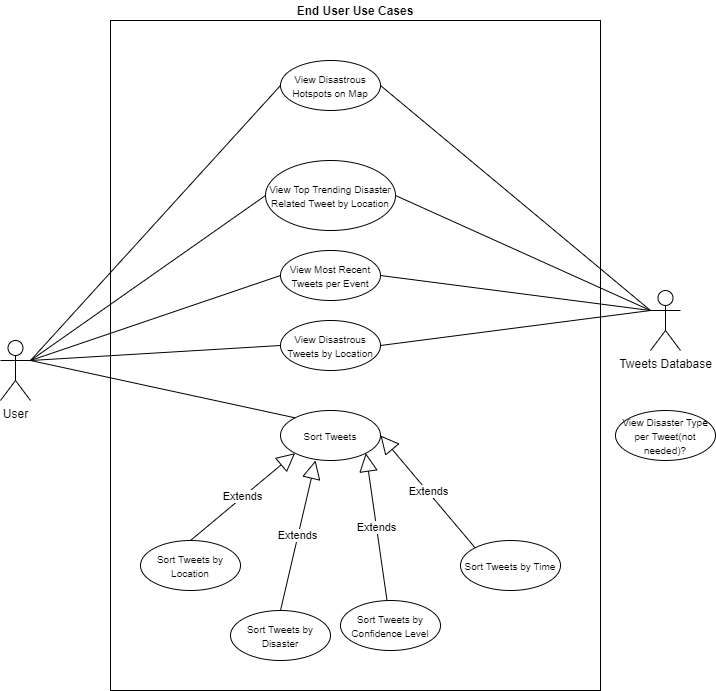 End User Use Cases
View Disastrous
Hotspots on Map
View Top Trending Disaster
Related Tweet by Location
View Most Recent
Tweets per Event
View Disastrous
Tweets by Location
Tweets Database
User
View Disaster Type
per Tweet(not
needed)?
Sort Tweets
Extends
Extends
Extends
Extends
Sort Tweets by
Location
Sort Tweets by Time
Sort Tweets by
Disaster
Sort Tweets by
Confidence Level